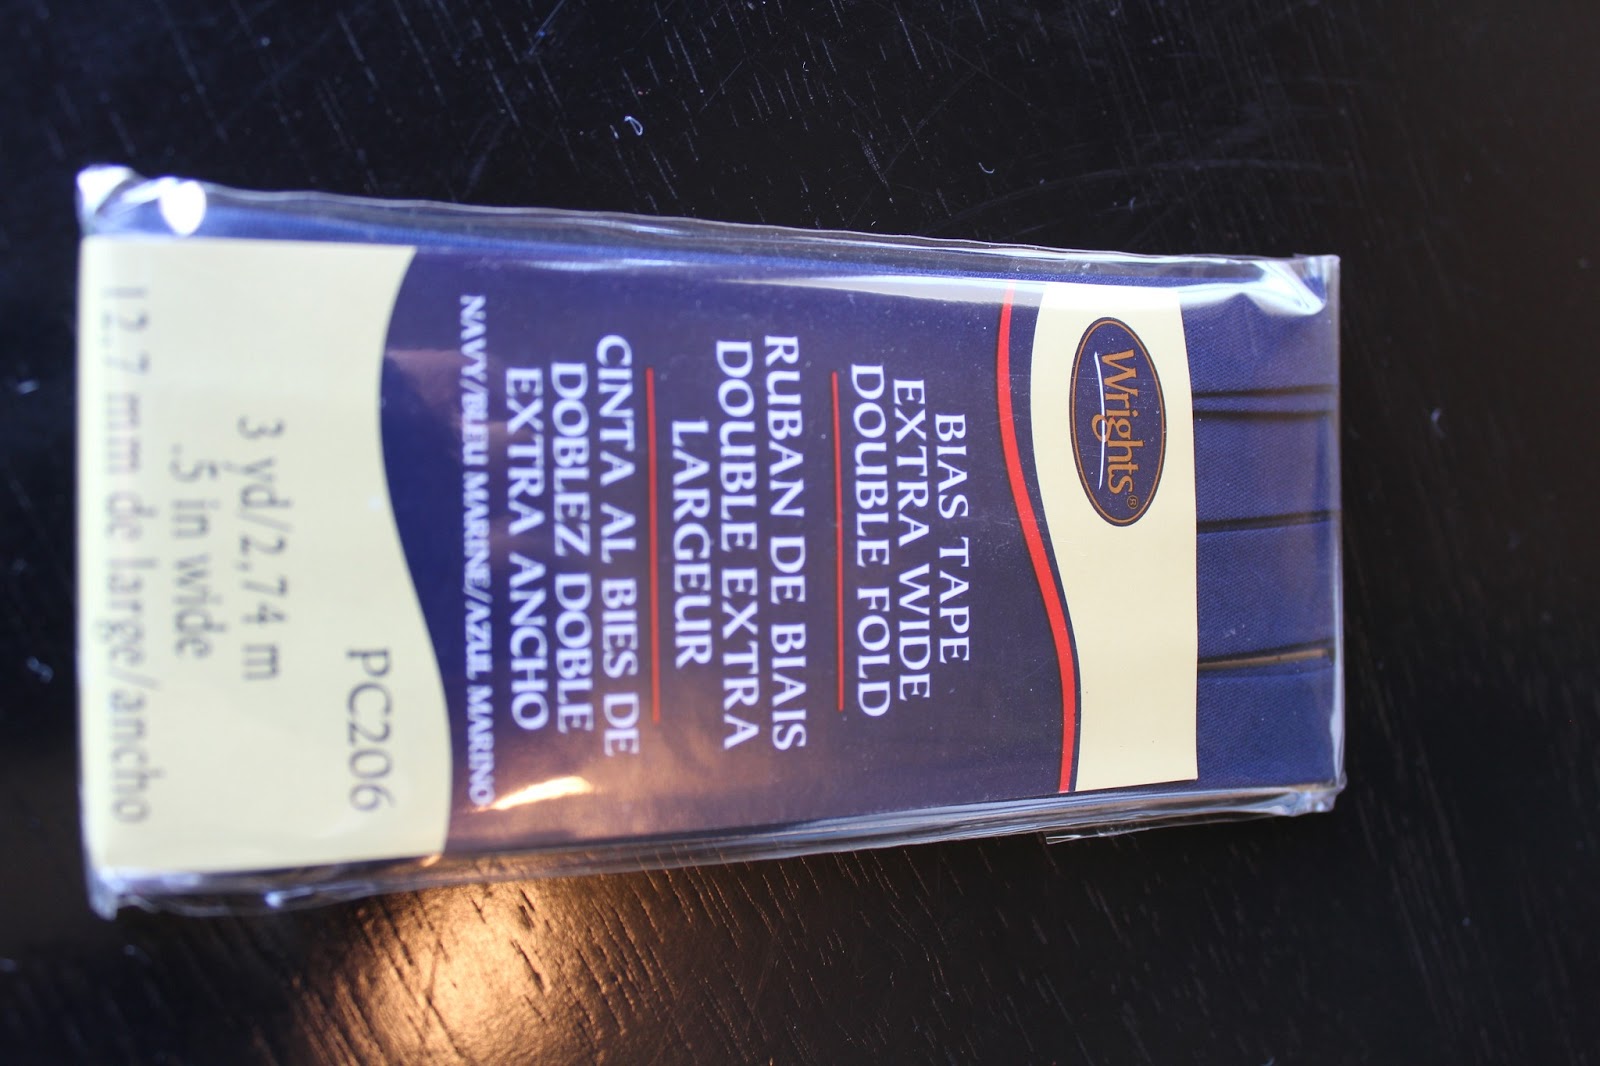 Wrights®
BIAS TAPE
EXTRA WIDE
DOUBLE FOLD
RUBAN DE BIAIS
DOUBLE EXTRA
LARGEUR
CINTA AL BIES DE
DOBLEZ DOBLE
EXTRA ANCHO
NAVY/BLEU MARINE/AZUL MARINO
PC206
3 yd/2,74 m
.5 in wide
12,7 mm de large/ancho